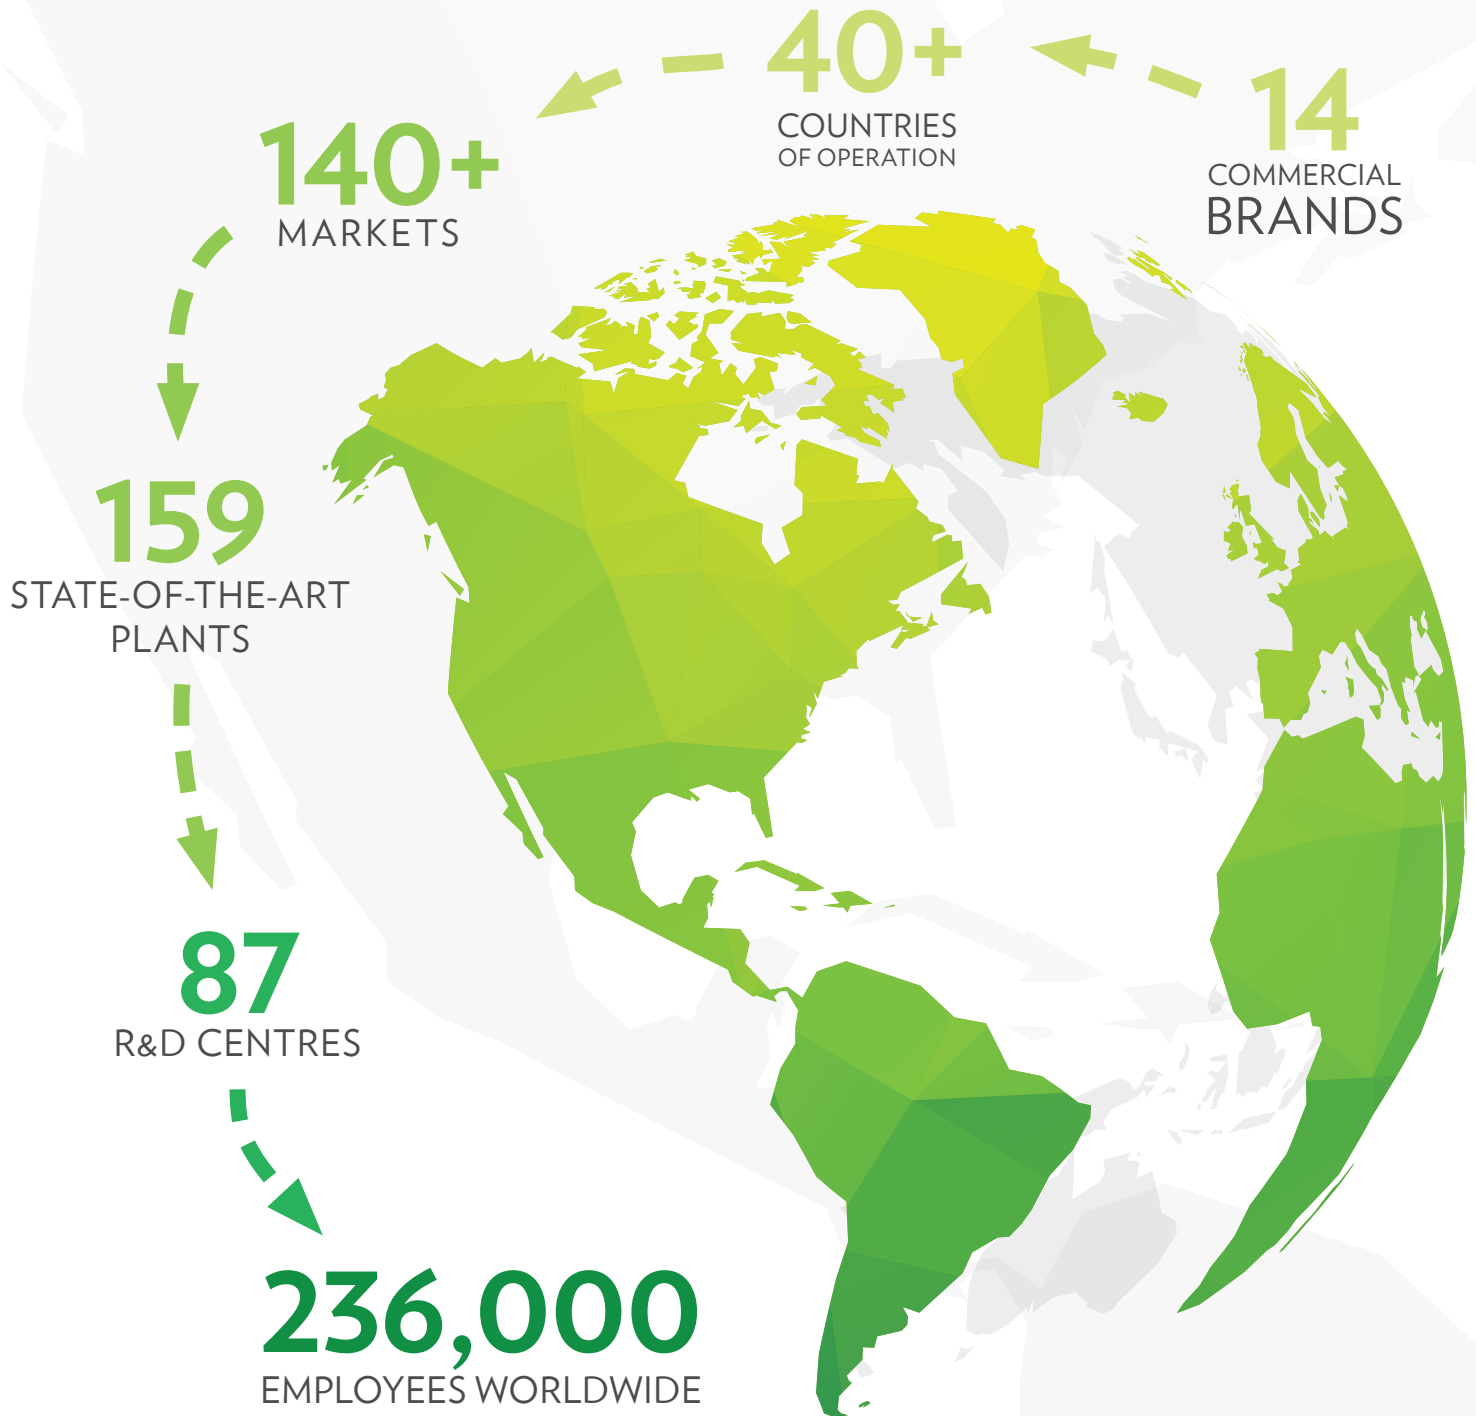 14
COMMERCIAL
BRANDS
40+
COUNTRIES
OF OPERATION
140+
MARKETS
159
STATE-OF-THE-ART
PLANTS
87
R&D CENTRES
236,000
EMPLOYEES WORLDWIDE